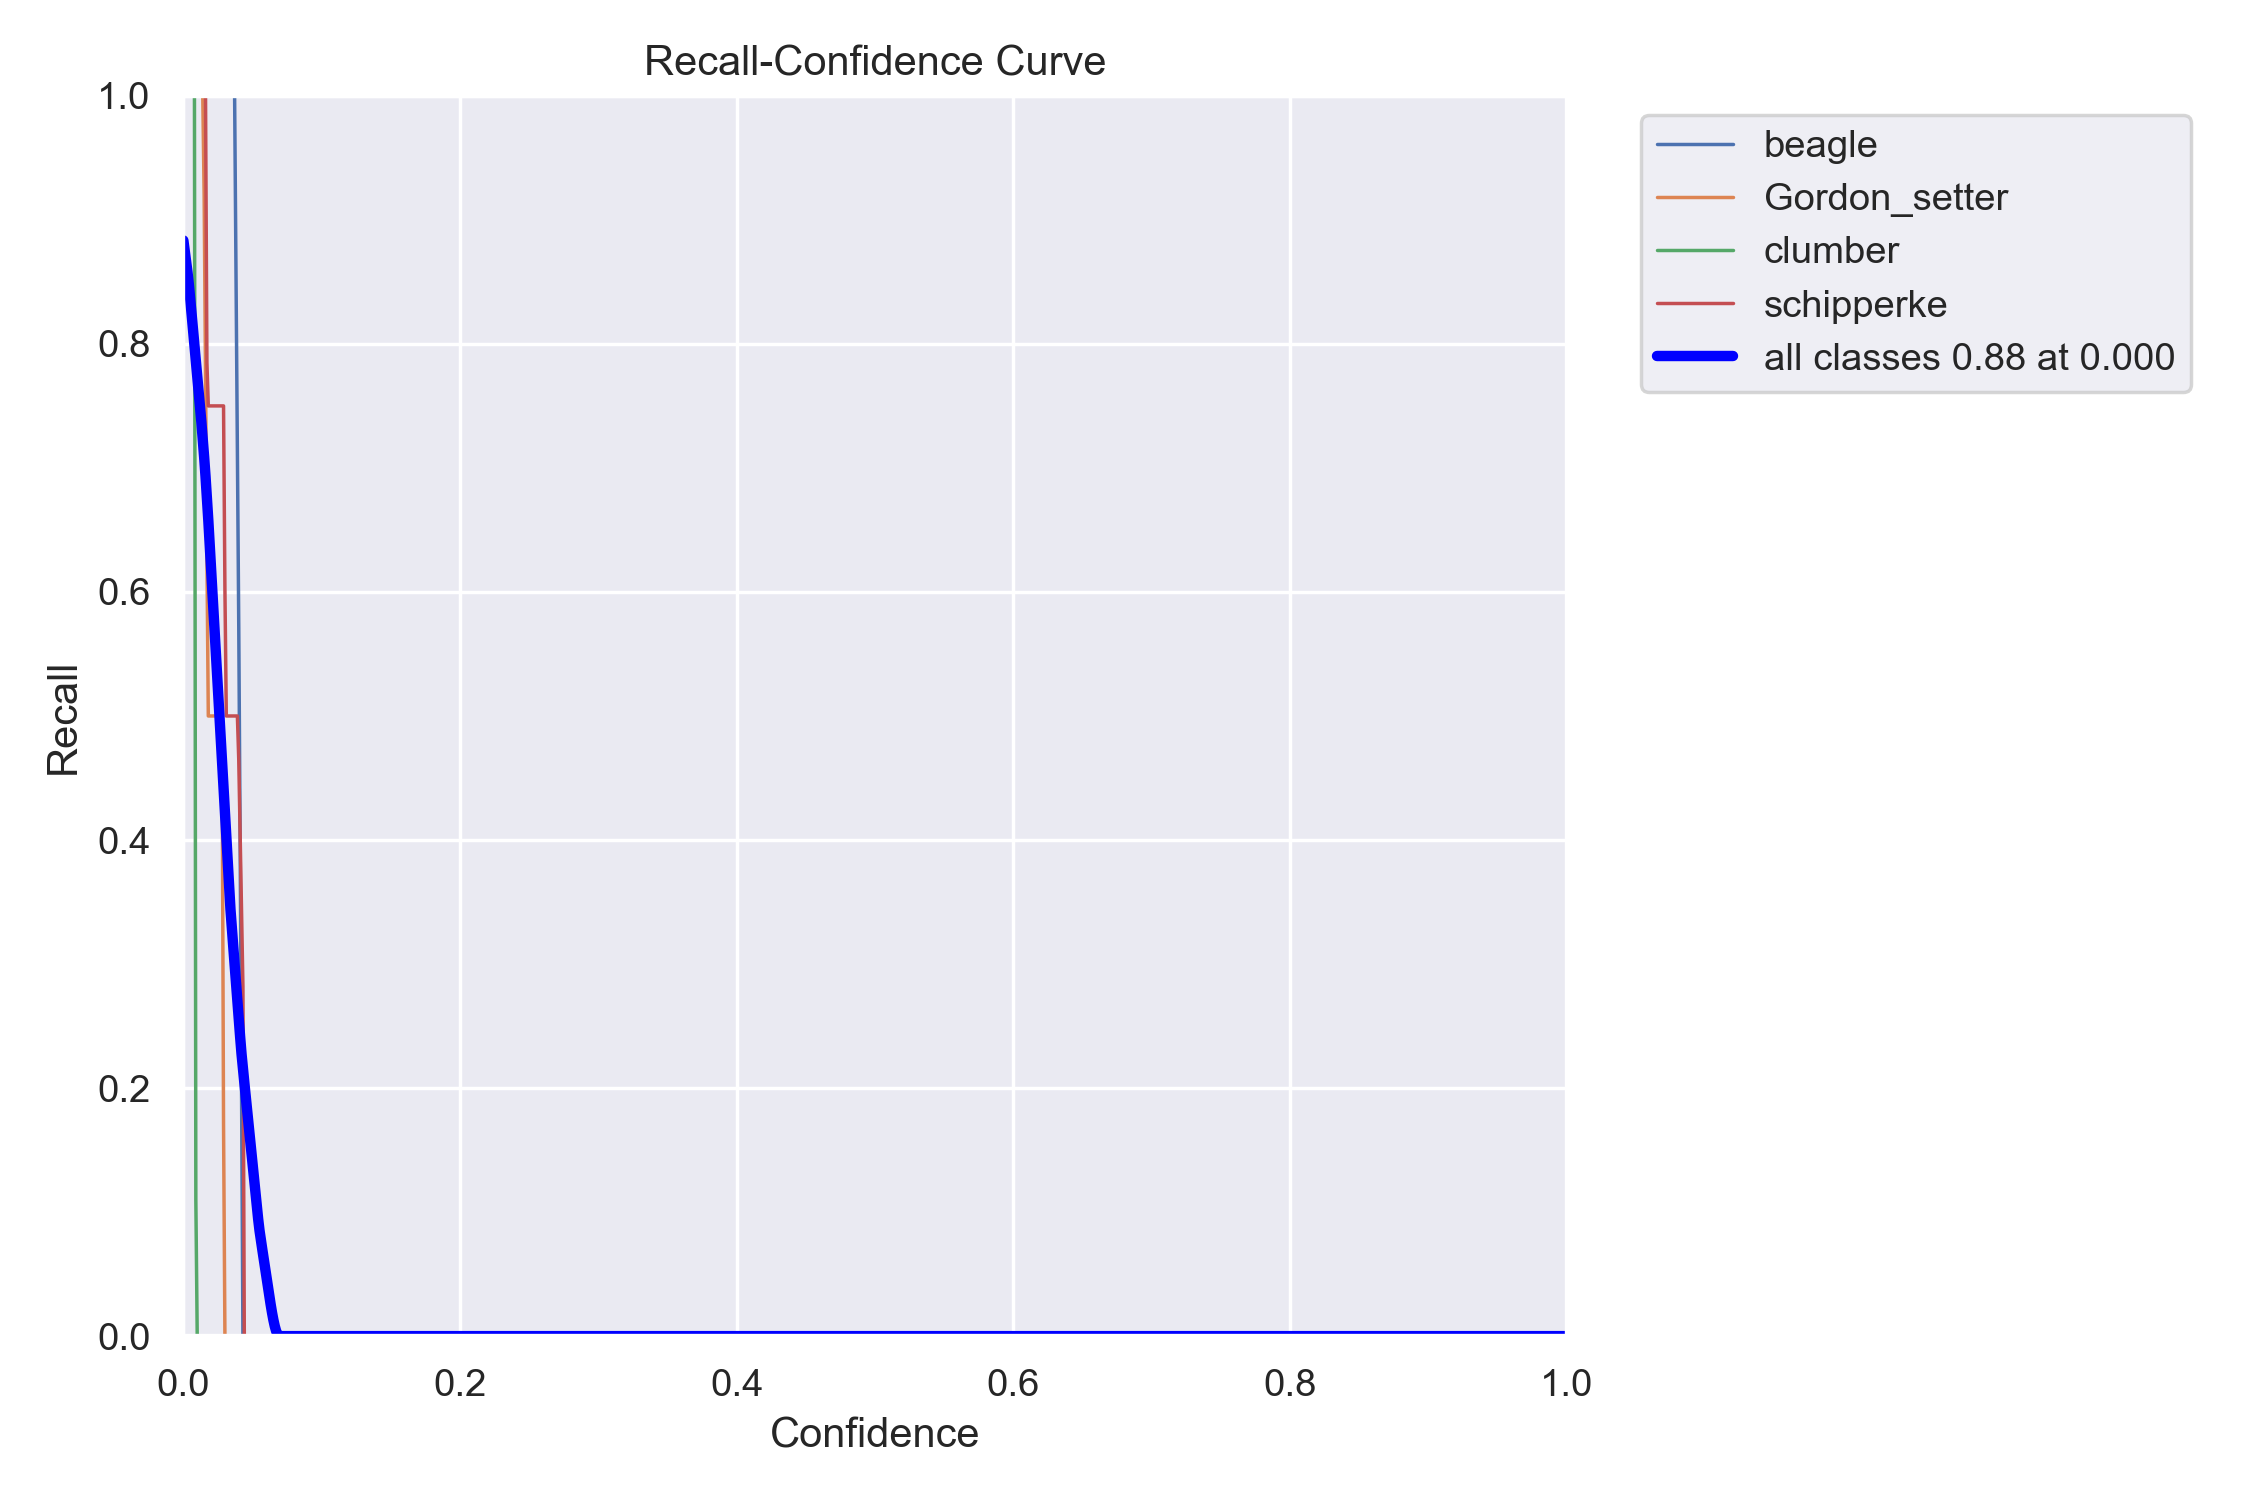 Recall-Confidence Curve
1.0
0.8
0.6
0.4
0.2
0.0
Recall
0.0 0.2 0.4 0.6 0.8 1.0
Confidence
beagle
Gordon_setter
clumber
schipperke
all classes 0.88 at 0.000